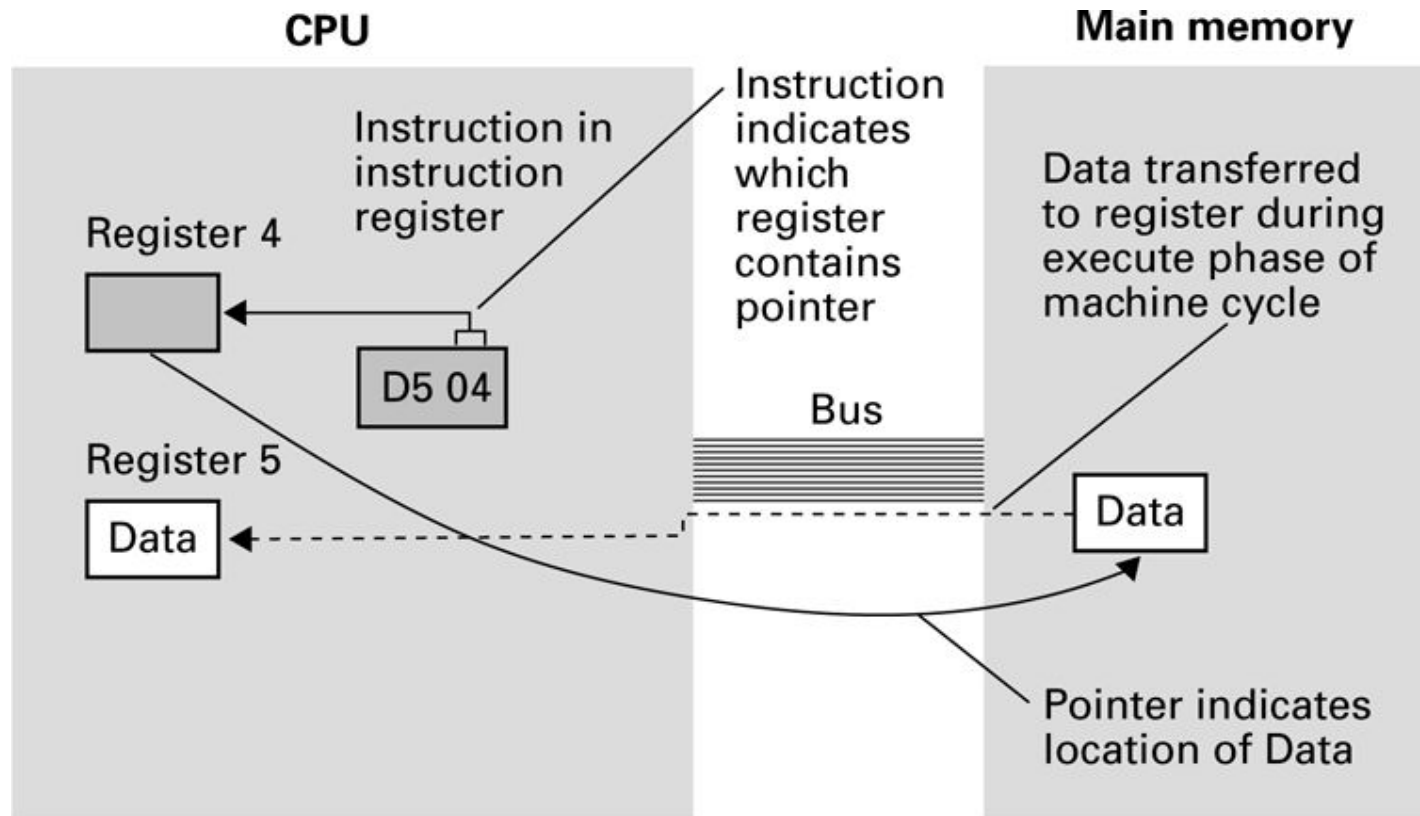 CPU
Main memory
Instruction in
instruction
register
Instruction
indicates
which
register
contains
pointer
Data transferred
to register during
execute phase of
machine cycle
Register 4
D5 04
Bus
Register 5
Data
Data
Pointer indicates
location of Data